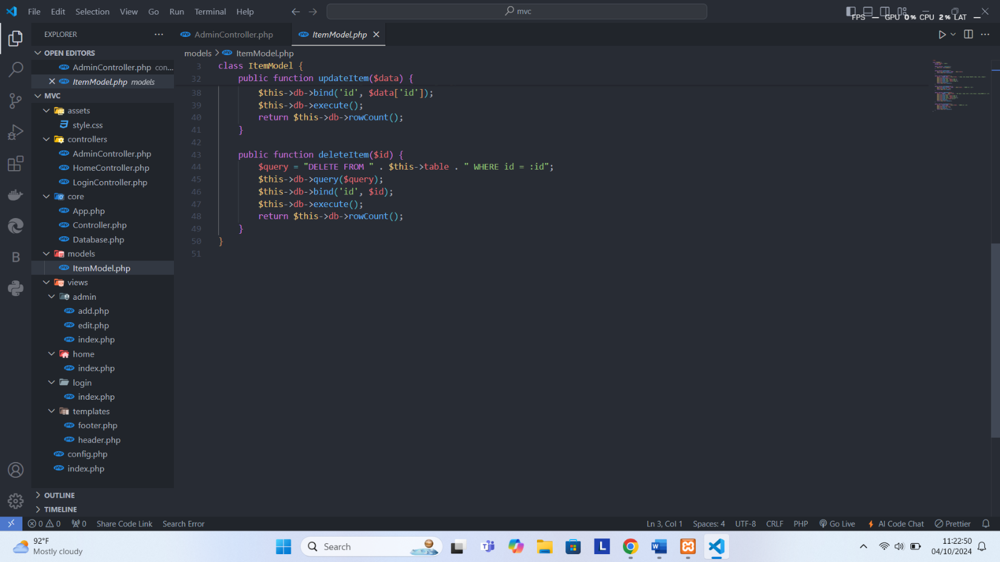 File Edit Selection View Go Run Terminal Help
mvc
FPS — GPU 0 % CPU 2 % LAT —
EXPLORER
AdminController.php
ItemModel.php
OPEN EDITORS
AdminController.php con...
ItemModel.php models
MVC
assets
style.css
controllers
AdminController.php
HomeController.php
LoginController.php
core
App.php
Controller.php
Database.php
models
ItemModel.php
views
admin
add.php
edit.php
index.php
home
index.php
login
index.php
templates
footer.php
header.php
config.php
index.php
OUTLINE
TIMELINE
models > ItemModel.php
3 class ItemModel {
32 public function updateItem($data) {
38 $this->db->bind('id', $data['id']);
39 $this->db->execute();
40 return $this->db->rowCount();
41 }
42
43 public function deleteItem($id) {
44 $query = "DELETE FROM " . $this->table . " WHERE id = :id";
45 $this->db->query($query);
46 $this->db->bind('id', $id);
47 $this->db->execute();
48 return $this->db->rowCount();
49 }
50 }
51
0 0 0 Share Code Link Search Error
Ln 3, Col 1 Spaces: 4 UTF-8 CRLF PHP Go Live AI Code Chat Prettier
92°F
Mostly cloudy
Search
11:22:50
04/10/2024